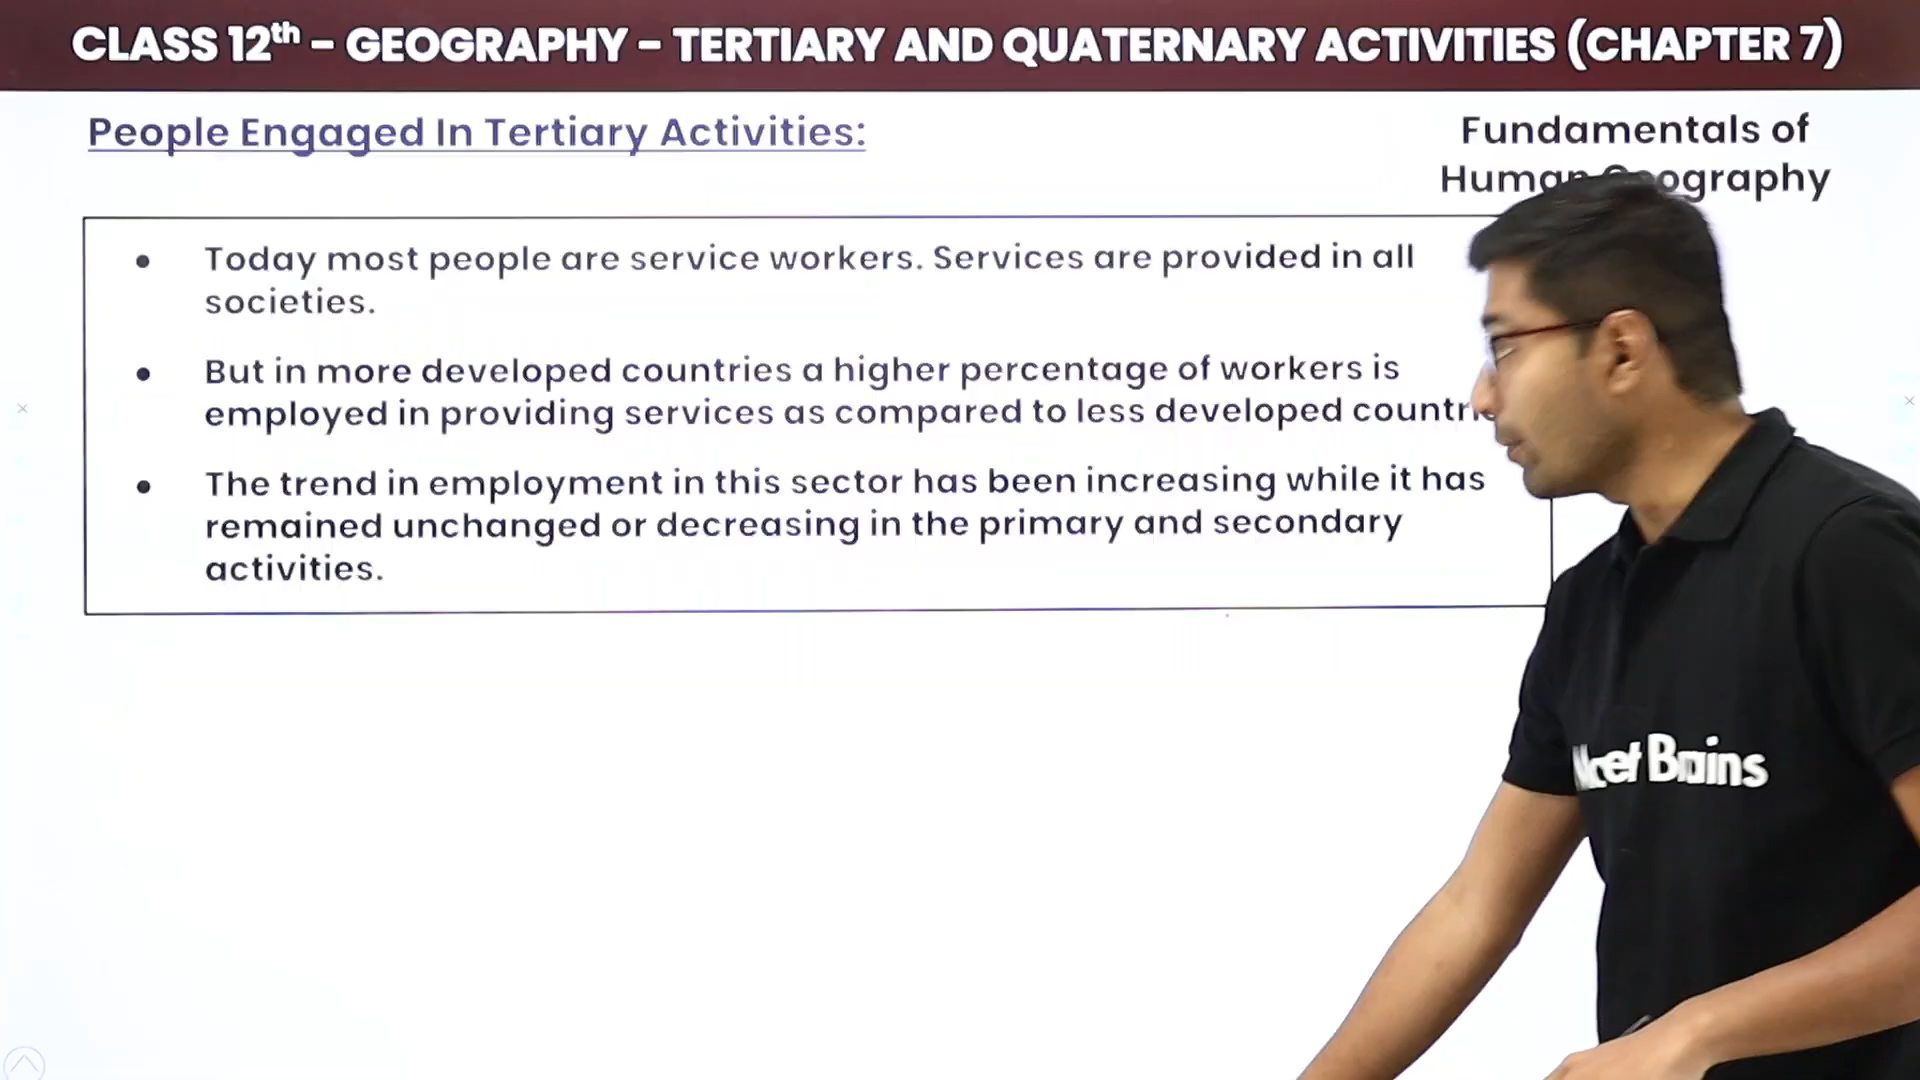 CLASS 12th – GEOGRAPHY – TERTIARY AND QUATERNARY ACTIVITIES (CHAPTER 7)
People Engaged In Tertiary Activities:
Fundamentals of
Human Geography
• Today most people are service workers. Services are provided in all
societies.
• But in more developed countries a higher percentage of workers is
employed in providing services as compared to less developed
• The trend in employment in this sector has been increasing while it has
remained unchanged or decreasing in the primary and secondary
activities.
Brains